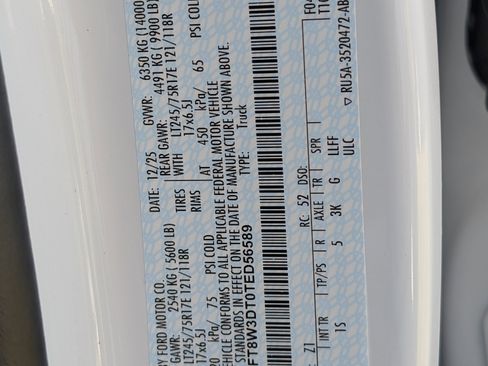 Y FORD MOTOR CO.
DATE: 12/25 GVWR: 6350 KG (14000
GAWR: 2540 KG ( 5600 LB) REAR GAWR: 4491 KG ( 9900 LB)
LT245/75R17E 121/118R WITH LT245/75R17E 121/118R
17x6.5J TIRES 17x6.5J
RIMS
20 kPa/ 75 PSI COLD AT 450 kPa/ 65 PSI COLD
VEHICLE CONFORMS TO ALL APPLICABLE FEDERAL MOTOR VEHICLE
STANDARDS IN EFFECT ON THE DATE OF MANUFACTURE SHOWN ABOVE.
FT8W3DT0TED56589 TYPE: Truck
Z1 RC: 52 DSO: F04
INT TR TP/PS R AXLE TR SPR
1S 5 3K G LLFF
ULC
▽ RU5A-3520472-AB